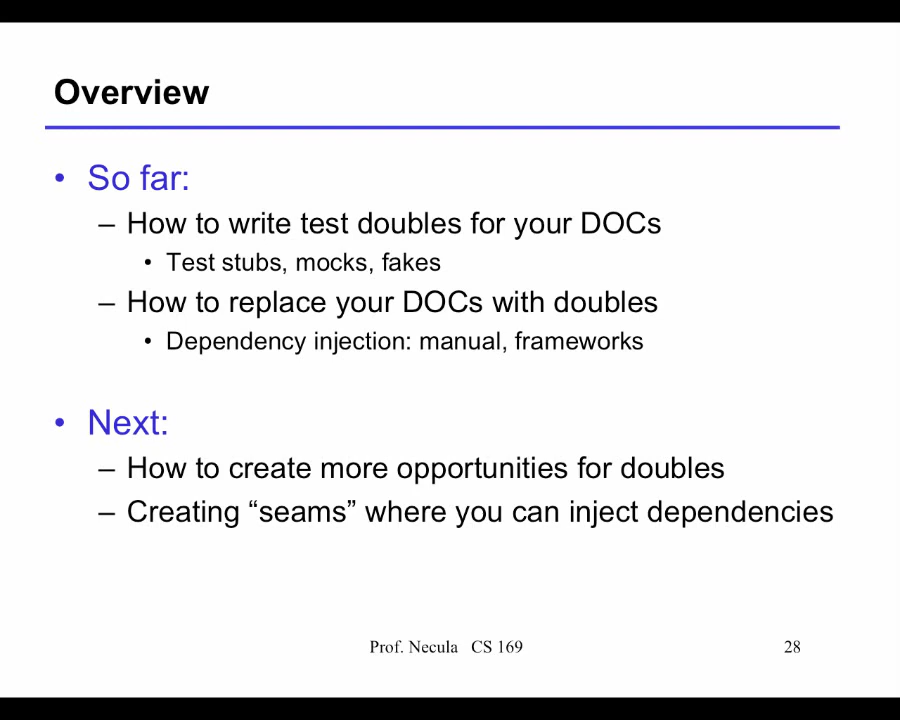 Overview
• So far:
– How to write test doubles for your DOCs
• Test stubs, mocks, fakes
– How to replace your DOCs with doubles
• Dependency injection: manual, frameworks
• Next:
– How to create more opportunities for doubles
– Creating “seams” where you can inject dependencies
Prof. Necula CS 169
28